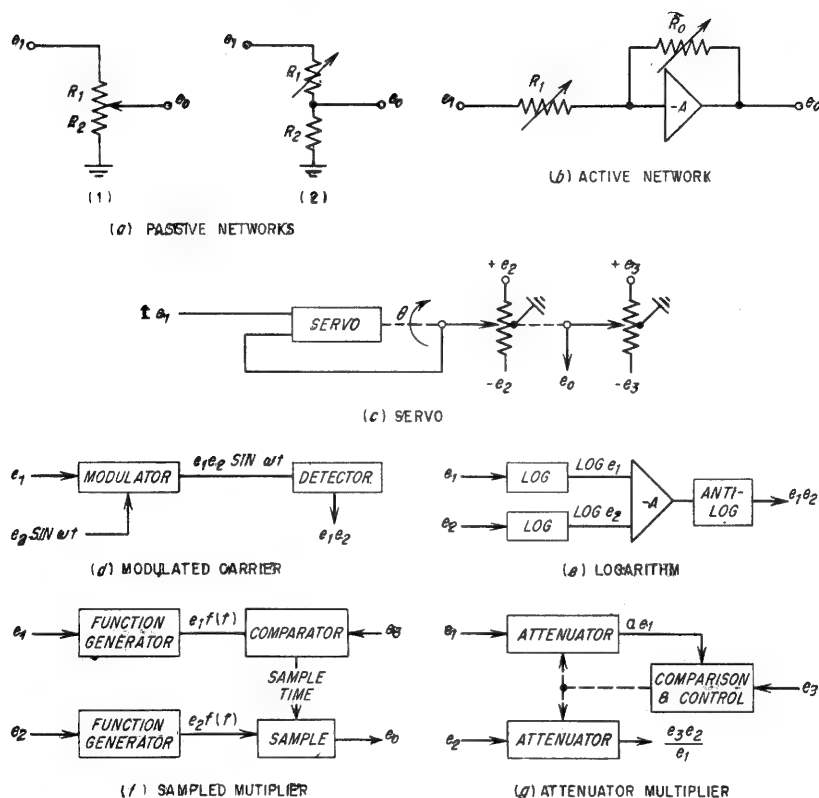 e₁
R₁
R₂
e₀
(1)
e₁
R₁
R₂
e₀
(2)
(a) PASSIVE NETWORKS
e₁
R₁
R₀
-A
e₀
(b) ACTIVE NETWORK
e₁
SERVO
θ
+e₂
-e₂
e₀
+e₃
-e₃
(c) SERVO
e₁
MODULATOR
e₁e₂ SIN ωt
DETECTOR
e₂ SIN ωt
e₁e₂
(d) MODULATED CARRIER
e₁
LOG
LOG e₁
e₂
LOG
LOG e₂
-A
ANTI-
LOG
e₁e₂
(e) LOGARITHM
e₁
FUNCTION
GENERATOR
e₁f(t)
COMPARATOR
e₃
SAMPLE
TIME
e₂
FUNCTION
GENERATOR
e₂f(t)
SAMPLE
e₀
(f) SAMPLED MUTIPLIER
e₁
ATTENUATOR
ae₁
COMPARISON
& CONTROL
e₃
e₂
ATTENUATOR
e₃e₂
e₁
(g) ATTENUATOR MULTIPLIER